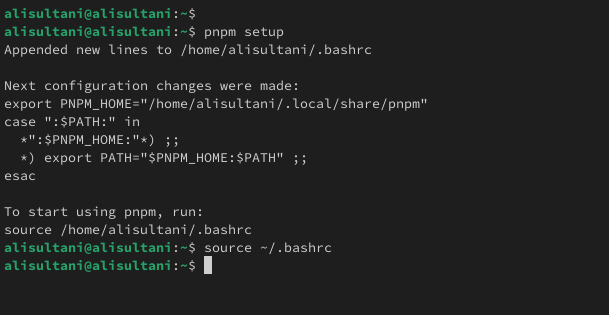 alisultani@alisultani:~$
alisultani@alisultani:~$ pnpm setup
Appended new lines to /home/alisultani/.bashrc

Next configuration changes were made:
export PNPM_HOME="/home/alisultani/.local/share/pnpm"
case ":$PATH:" in
  *":$PNPM_HOME:"*) ;;
  *) export PATH="$PNPM_HOME:$PATH" ;;
esac

To start using pnpm, run:
source /home/alisultani/.bashrc
alisultani@alisultani:~$ source ~/.bashrc
alisultani@alisultani:~$